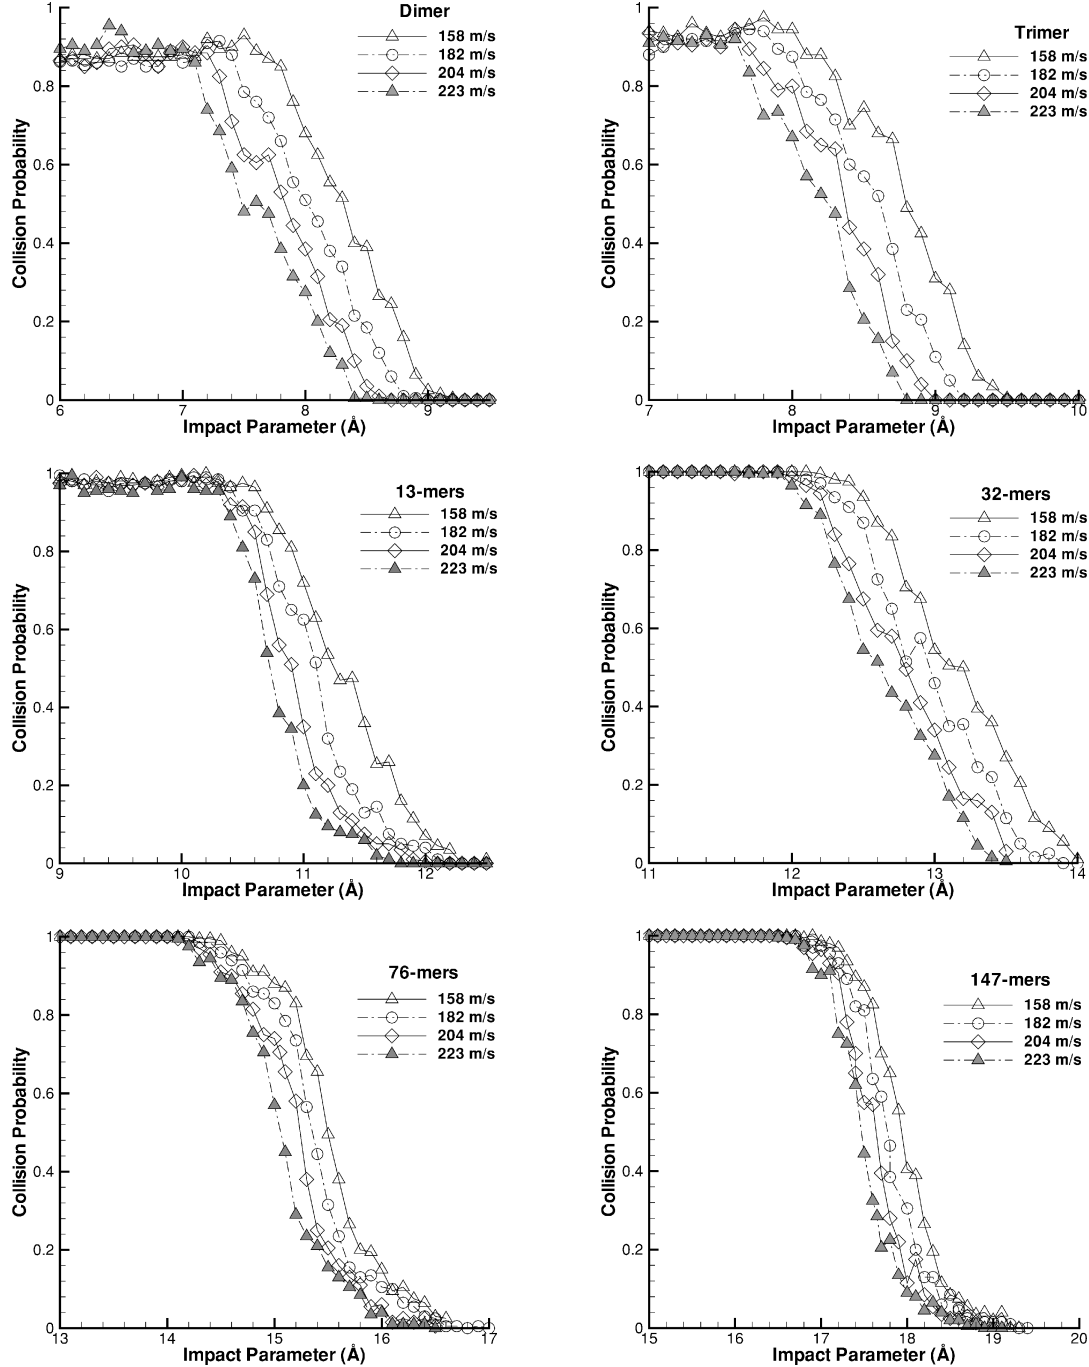 Dimer
158 m/s
182 m/s
204 m/s
223 m/s
Collision Probability
1
0.8
0.6
0.4
0.2
0
6
7
8
9
Impact Parameter (Å)
Trimer
158 m/s
182 m/s
204 m/s
223 m/s
Collision Probability
1
0.8
0.6
0.4
0.2
0
7
8
9
10
Impact Parameter (Å)
13-mers
158 m/s
182 m/s
204 m/s
223 m/s
Collision Probability
1
0.8
0.6
0.4
0.2
0
9
10
11
12
Impact Parameter (Å)
32-mers
158 m/s
182 m/s
204 m/s
223 m/s
Collision Probability
1
0.8
0.6
0.4
0.2
0
11
12
13
14
Impact Parameter (Å)
76-mers
158 m/s
182 m/s
204 m/s
223 m/s
Collision Probability
1
0.8
0.6
0.4
0.2
0
13
14
15
16
17
Impact Parameter (Å)
147-mers
158 m/s
182 m/s
204 m/s
223 m/s
Collision Probability
1
0.8
0.6
0.4
0.2
0
15
16
17
18
19
20
Impact Parameter (Å)